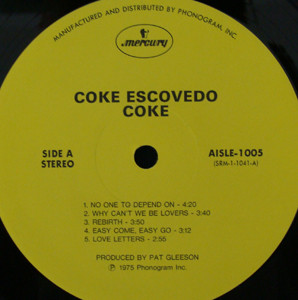 MANUFACTURED AND DISTRIBUTED BY PHONOGRAM, INC.
mercury
COKE ESCOVEDO
COKE
SIDE A
STEREO
AISLE-1005
(SRM-1-1041-A)
1. NO ONE TO DEPEND ON - 4:20
2. WHY CAN'T WE BE LOVERS - 3:40
3. REBIRTH - 3:50
4. EASY COME, EASY GO - 3:12
5. LOVE LETTERS - 2:55
PRODUCED BY PAT GLEESON
Ⓟ 1975 Phonogram Inc.